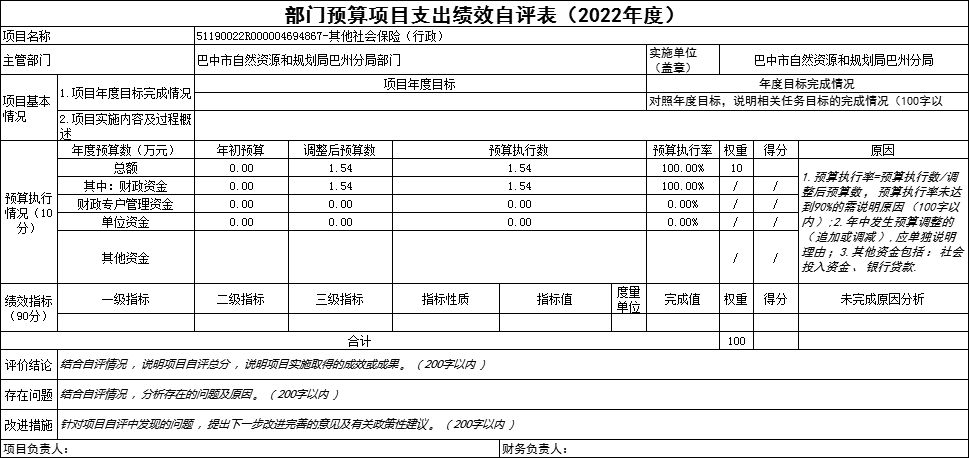 部门预算项目支出绩效自评表（2022年度）
项目名称 51190022R000004694867-其他社会保险（行政）
主管部门 巴中市自然资源和规划局巴州分局部门 实施单位（盖章） 巴中市自然资源和规划局巴州分局
项目基本情况 1.项目年度目标完成情况 项目年度目标 年度目标完成情况
对照年度目标，说明相关任务目标的完成情况（100字以
2.项目实施内容及过程概述
预算执行情况（10分） 年度预算数（万元） 年初预算 调整后预算数 预算执行数 预算执行率 权重 得分 原因
总额 0.00 1.54 1.54 100.00% 10
其中：财政资金 0.00 1.54 1.54 100.00% / /
财政专户管理资金 0.00 0.00 0.00 0.00% / /
单位资金 0.00 0.00 0.00 0.00% / /
其他资金 / /
1.预算执行率=预算执行数/调整后预算数，预算执行率未达到90%的需说明原因（100字以内）;2.年中发生预算调整的（追加或调减）,应单独说明理由；3.其他资金包括：社会投入资金、银行贷款.
绩效指标（90分） 一级指标 二级指标 三级指标 指标性质 指标值 度量单位 完成值 权重 得分 未完成原因分析
合计 100
评价结论 结合自评情况，说明项目自评总分，说明项目实施取得的成效或成果。（200字以内）
存在问题 结合自评情况，分析存在的问题及原因。（200字以内）
改进措施 针对项目自评中发现的问题，提出下一步改进完善的意见及有关政策性建议。（200字以内）
项目负责人： 财务负责人：